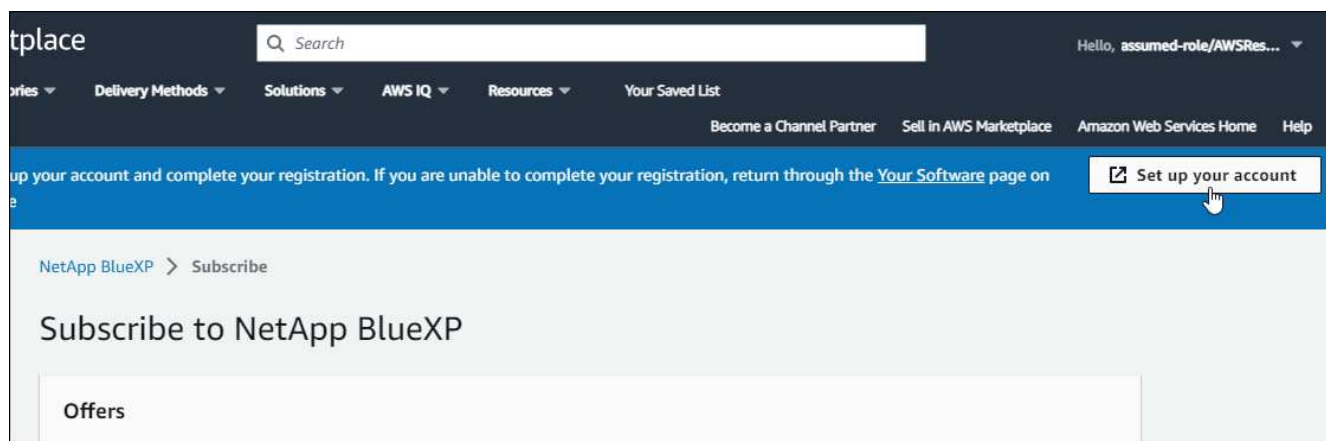 tplace
Search
Hello, assumed-role/AWSRes...
ories Delivery Methods Solutions AWS IQ Resources Your Saved List
Become a Channel Partner Sell in AWS Marketplace Amazon Web Services Home Help
up your account and complete your registration. If you are unable to complete your registration, return through the Your Software page on
e
Set up your account
NetApp BlueXP > Subscribe
Subscribe to NetApp BlueXP
Offers